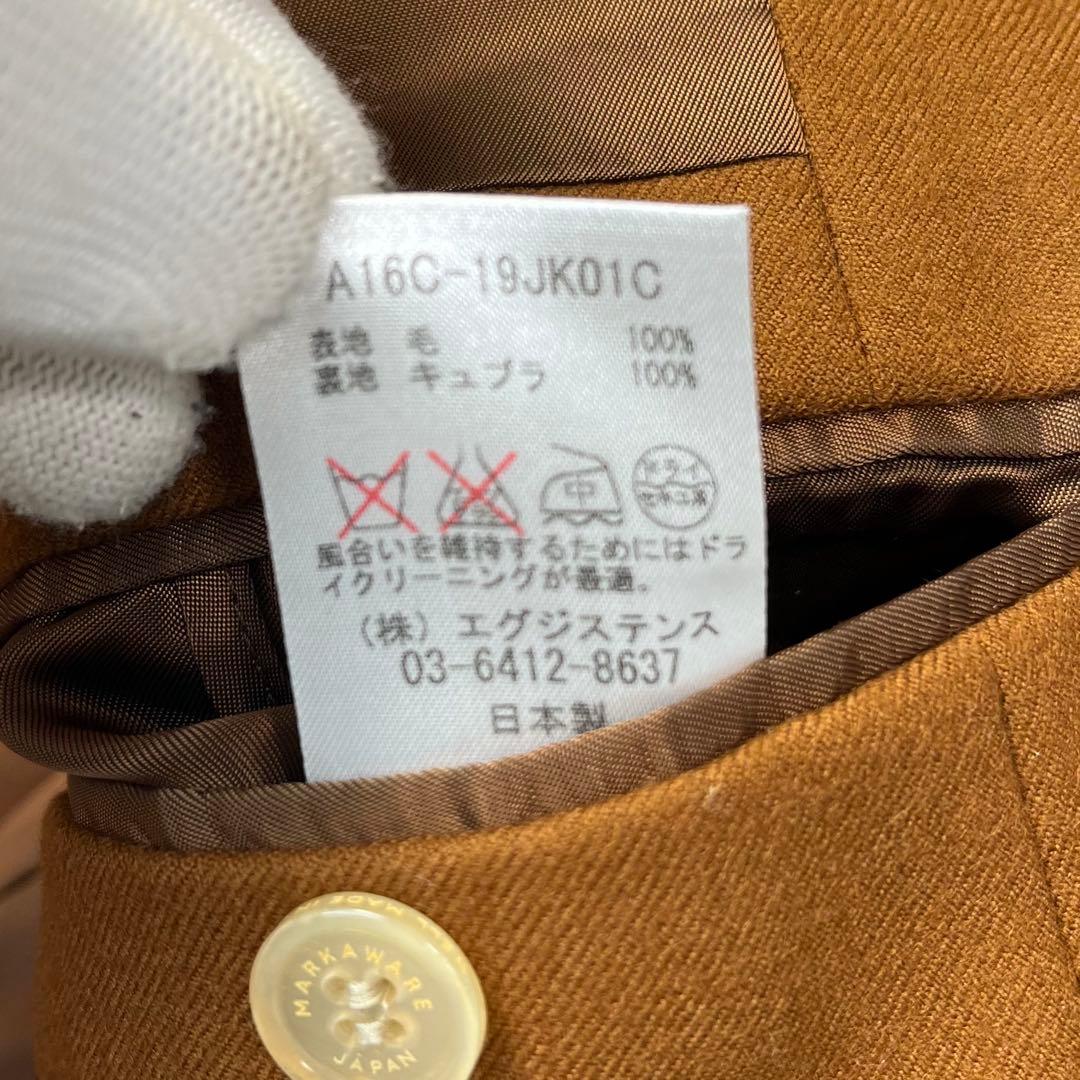 A16C-19JK01C
表地 毛 100%
裏地 キュプラ 100%
中
風合いを維持するためにはドラ
イクリーニングが最適。
(株) エグジステンス
03-6412-8637
日本製
MARKAWARE
JAPAN